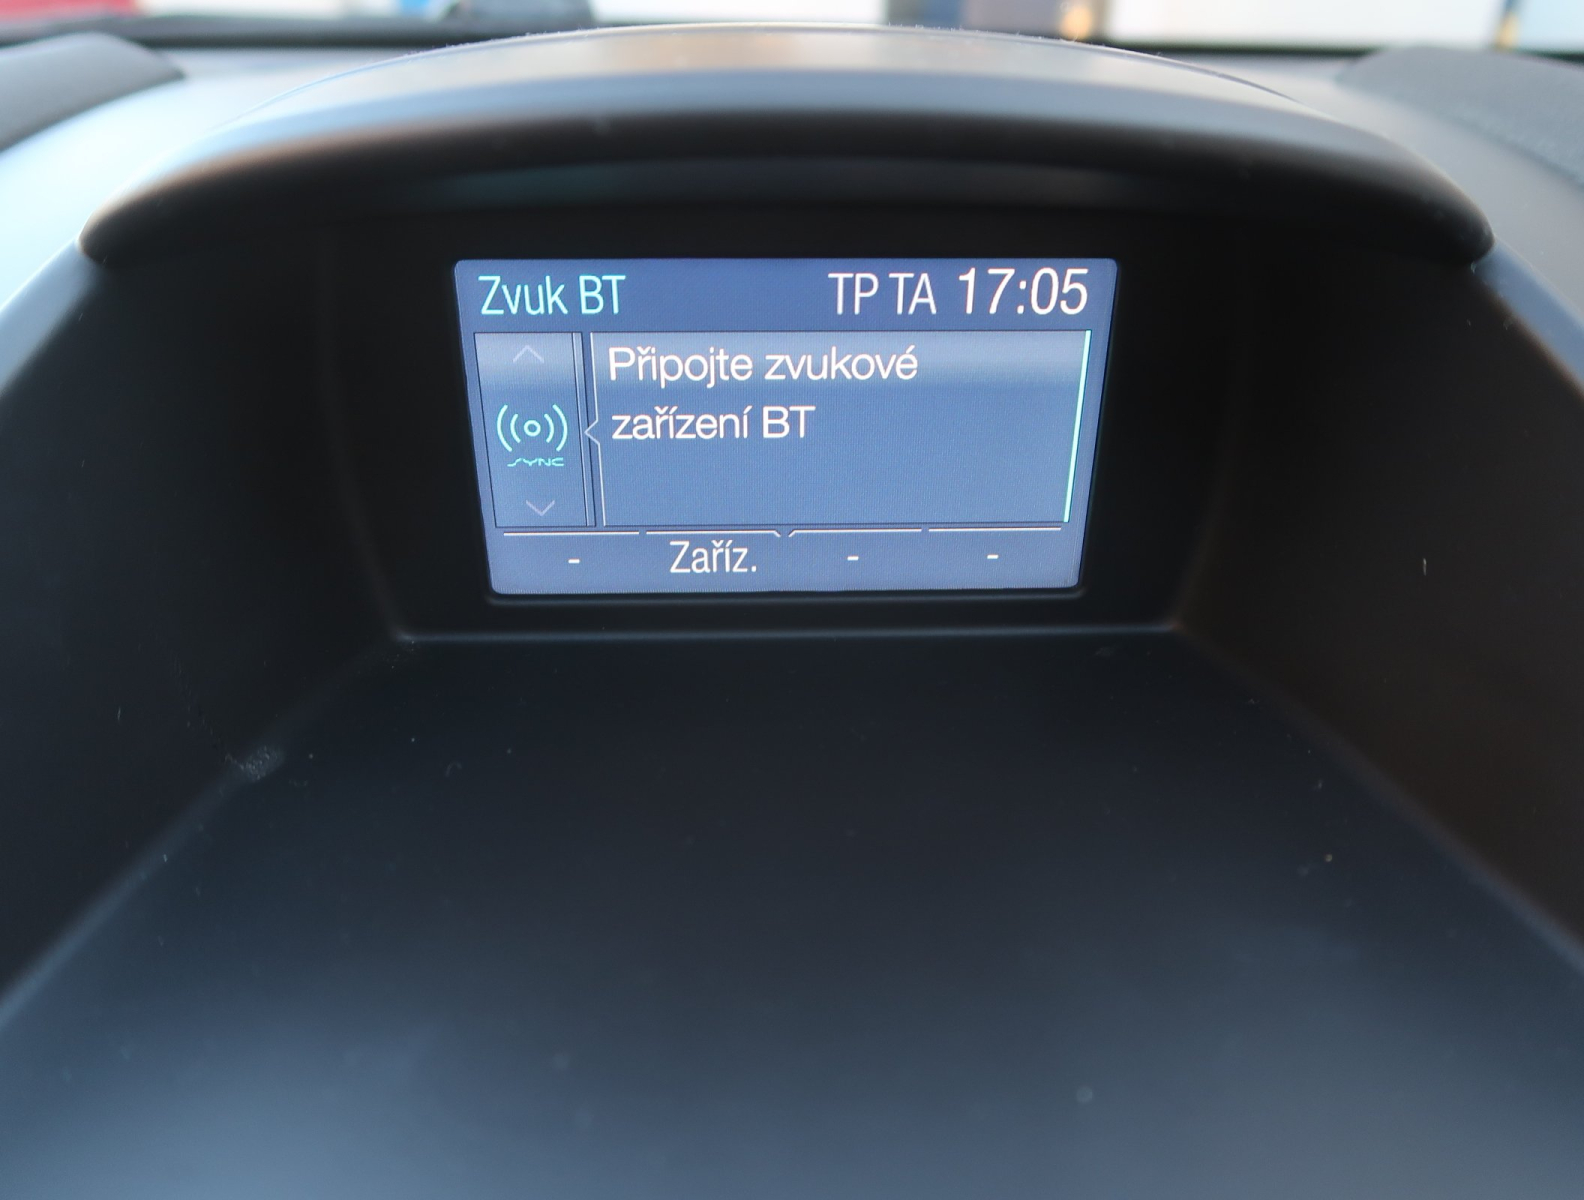 Zvuk BT TP TA 17:05
Připojte zvukové
zařízení BT
SYNC
- Zaříz. - -